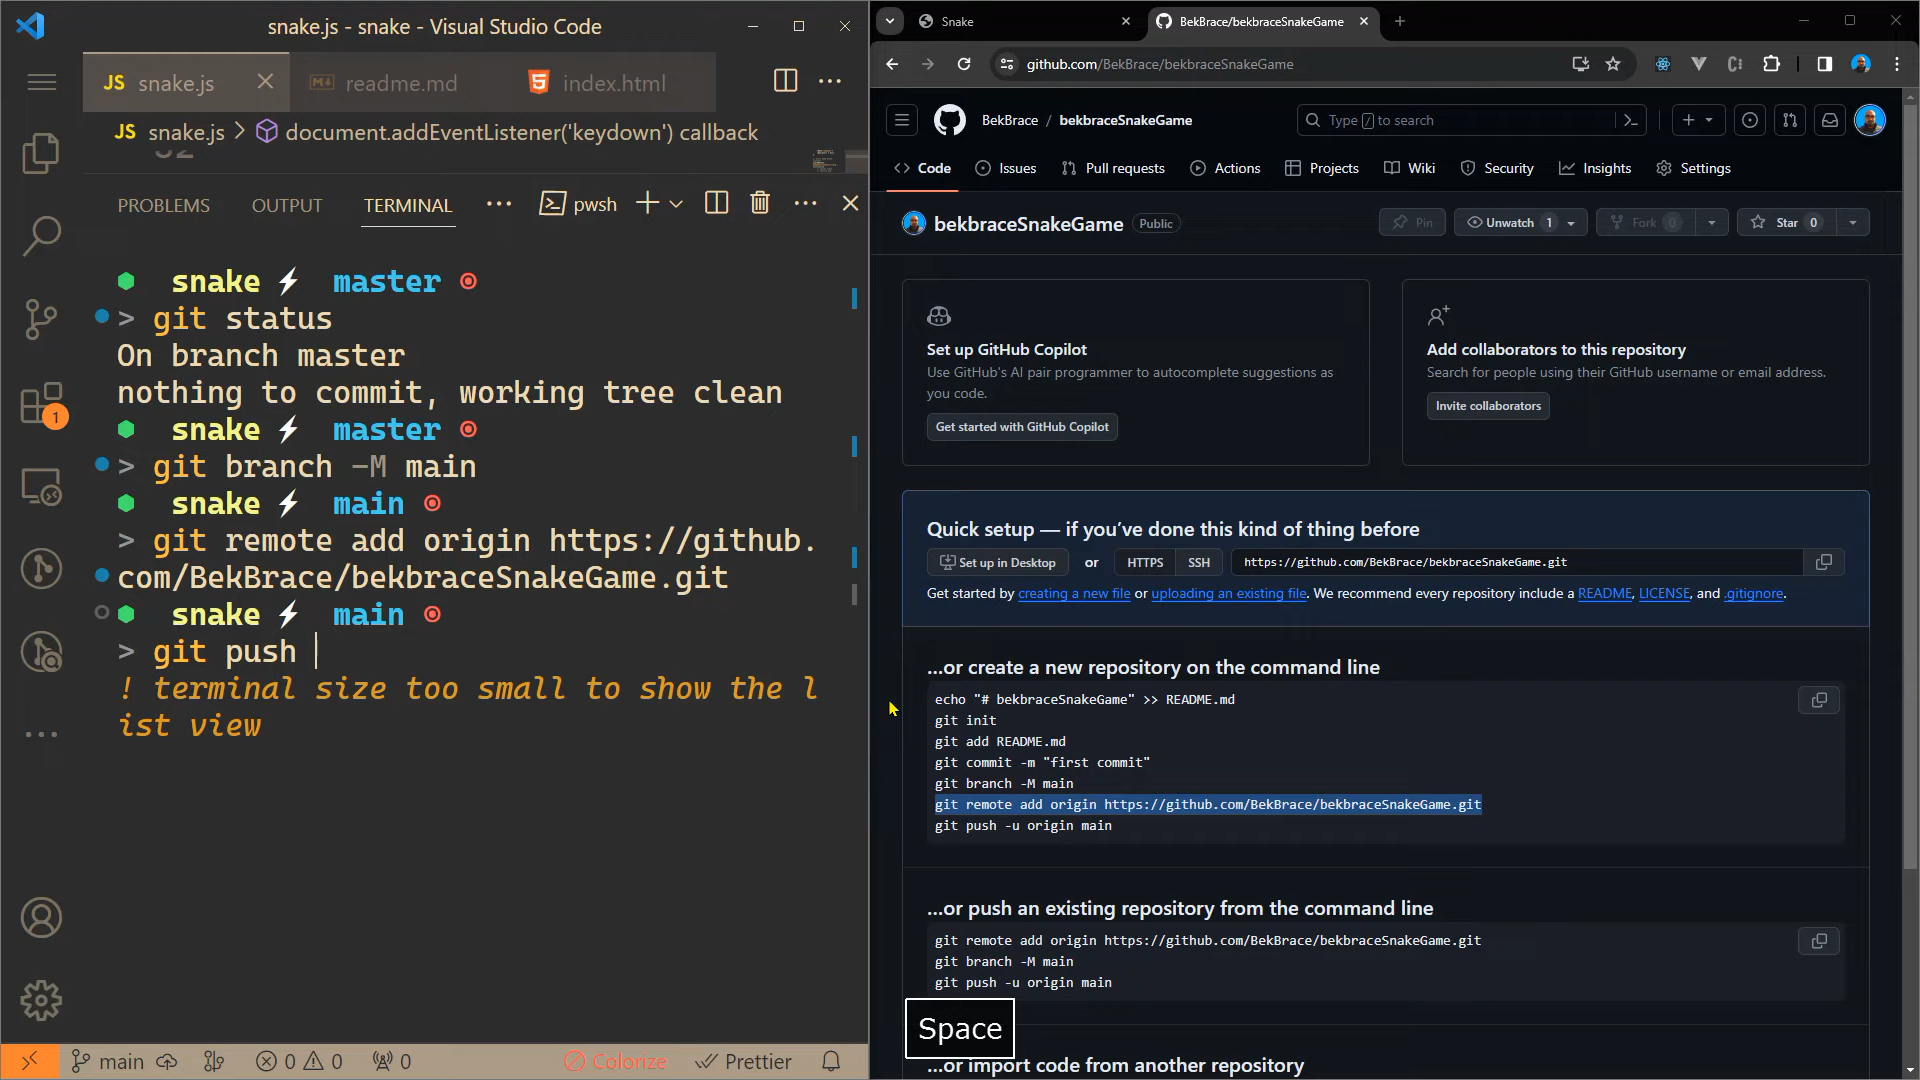 snake.js - snake - Visual Studio Code
JS snake.js
readme.md
index.html
JS snake.js > document.addEventListener('keydown') callback
PROBLEMS OUTPUT TERMINAL ··· pwsh
snake ⚡ master
> git status
On branch master
nothing to commit, working tree clean
snake ⚡ master
> git branch -M main
snake ⚡ main
> git remote add origin https://github.
com/BekBrace/bekbraceSnakeGame.git
snake ⚡ main
> git push
! terminal size too small to show the l
ist view
1
main 0 0 0 Colorize Prettier
Snake
BekBrace/bekbraceSnakeGame
github.com/BekBrace/bekbraceSnakeGame
BekBrace / bekbraceSnakeGame
Type / to search
Code Issues Pull requests Actions Projects Wiki Security Insights Settings
bekbraceSnakeGame Public
Pin Unwatch 1 Fork 0 Star 0
Set up GitHub Copilot
Use GitHub's AI pair programmer to autocomplete suggestions as
you code.
Get started with GitHub Copilot
Add collaborators to this repository
Search for people using their GitHub username or email address.
Invite collaborators
Quick setup — if you've done this kind of thing before
Set up in Desktop or HTTPS SSH https://github.com/BekBrace/bekbraceSnakeGame.git
Get started by creating a new file or uploading an existing file. We recommend every repository include a README, LICENSE, and .gitignore.
...or create a new repository on the command line
echo "# bekbraceSnakeGame" >> README.md
git init
git add README.md
git commit -m "first commit"
git branch -M main
git remote add origin https://github.com/BekBrace/bekbraceSnakeGame.git
git push -u origin main
...or push an existing repository from the command line
git remote add origin https://github.com/BekBrace/bekbraceSnakeGame.git
git branch -M main
git push -u origin main
Space
...or import code from another repository